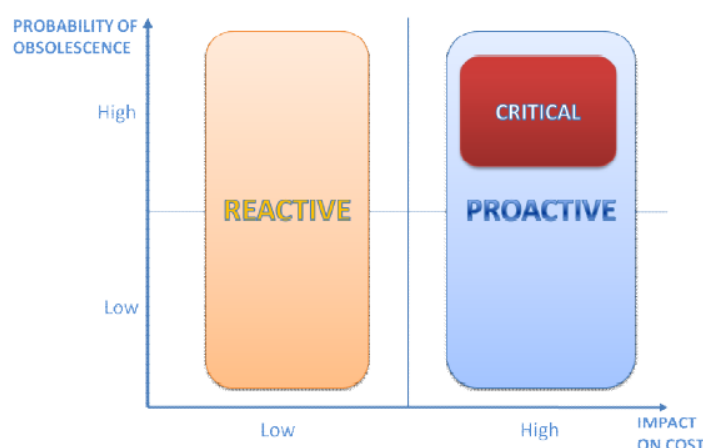 PROBABILITY OF
OBSOLESCENCE
High
CRITICAL
REACTIVE
PROACTIVE
Low
Low
High
IMPACT
ON COST